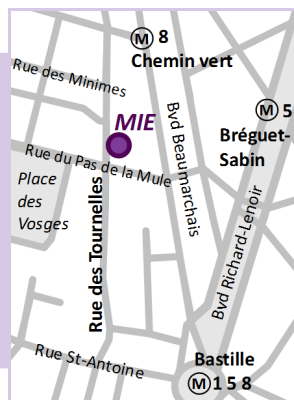 M 8
Chemin vert
Rue des Minimes
M 5
Bréguet-
Sabin
MIE
Bvd Beaumarchais
Rue du Pas de la Mule
Place
des
Vosges
Rue des Tournelles
Bvd Richard-Lenoir
Rue St-Antoine
Bastille
M 1 5 8